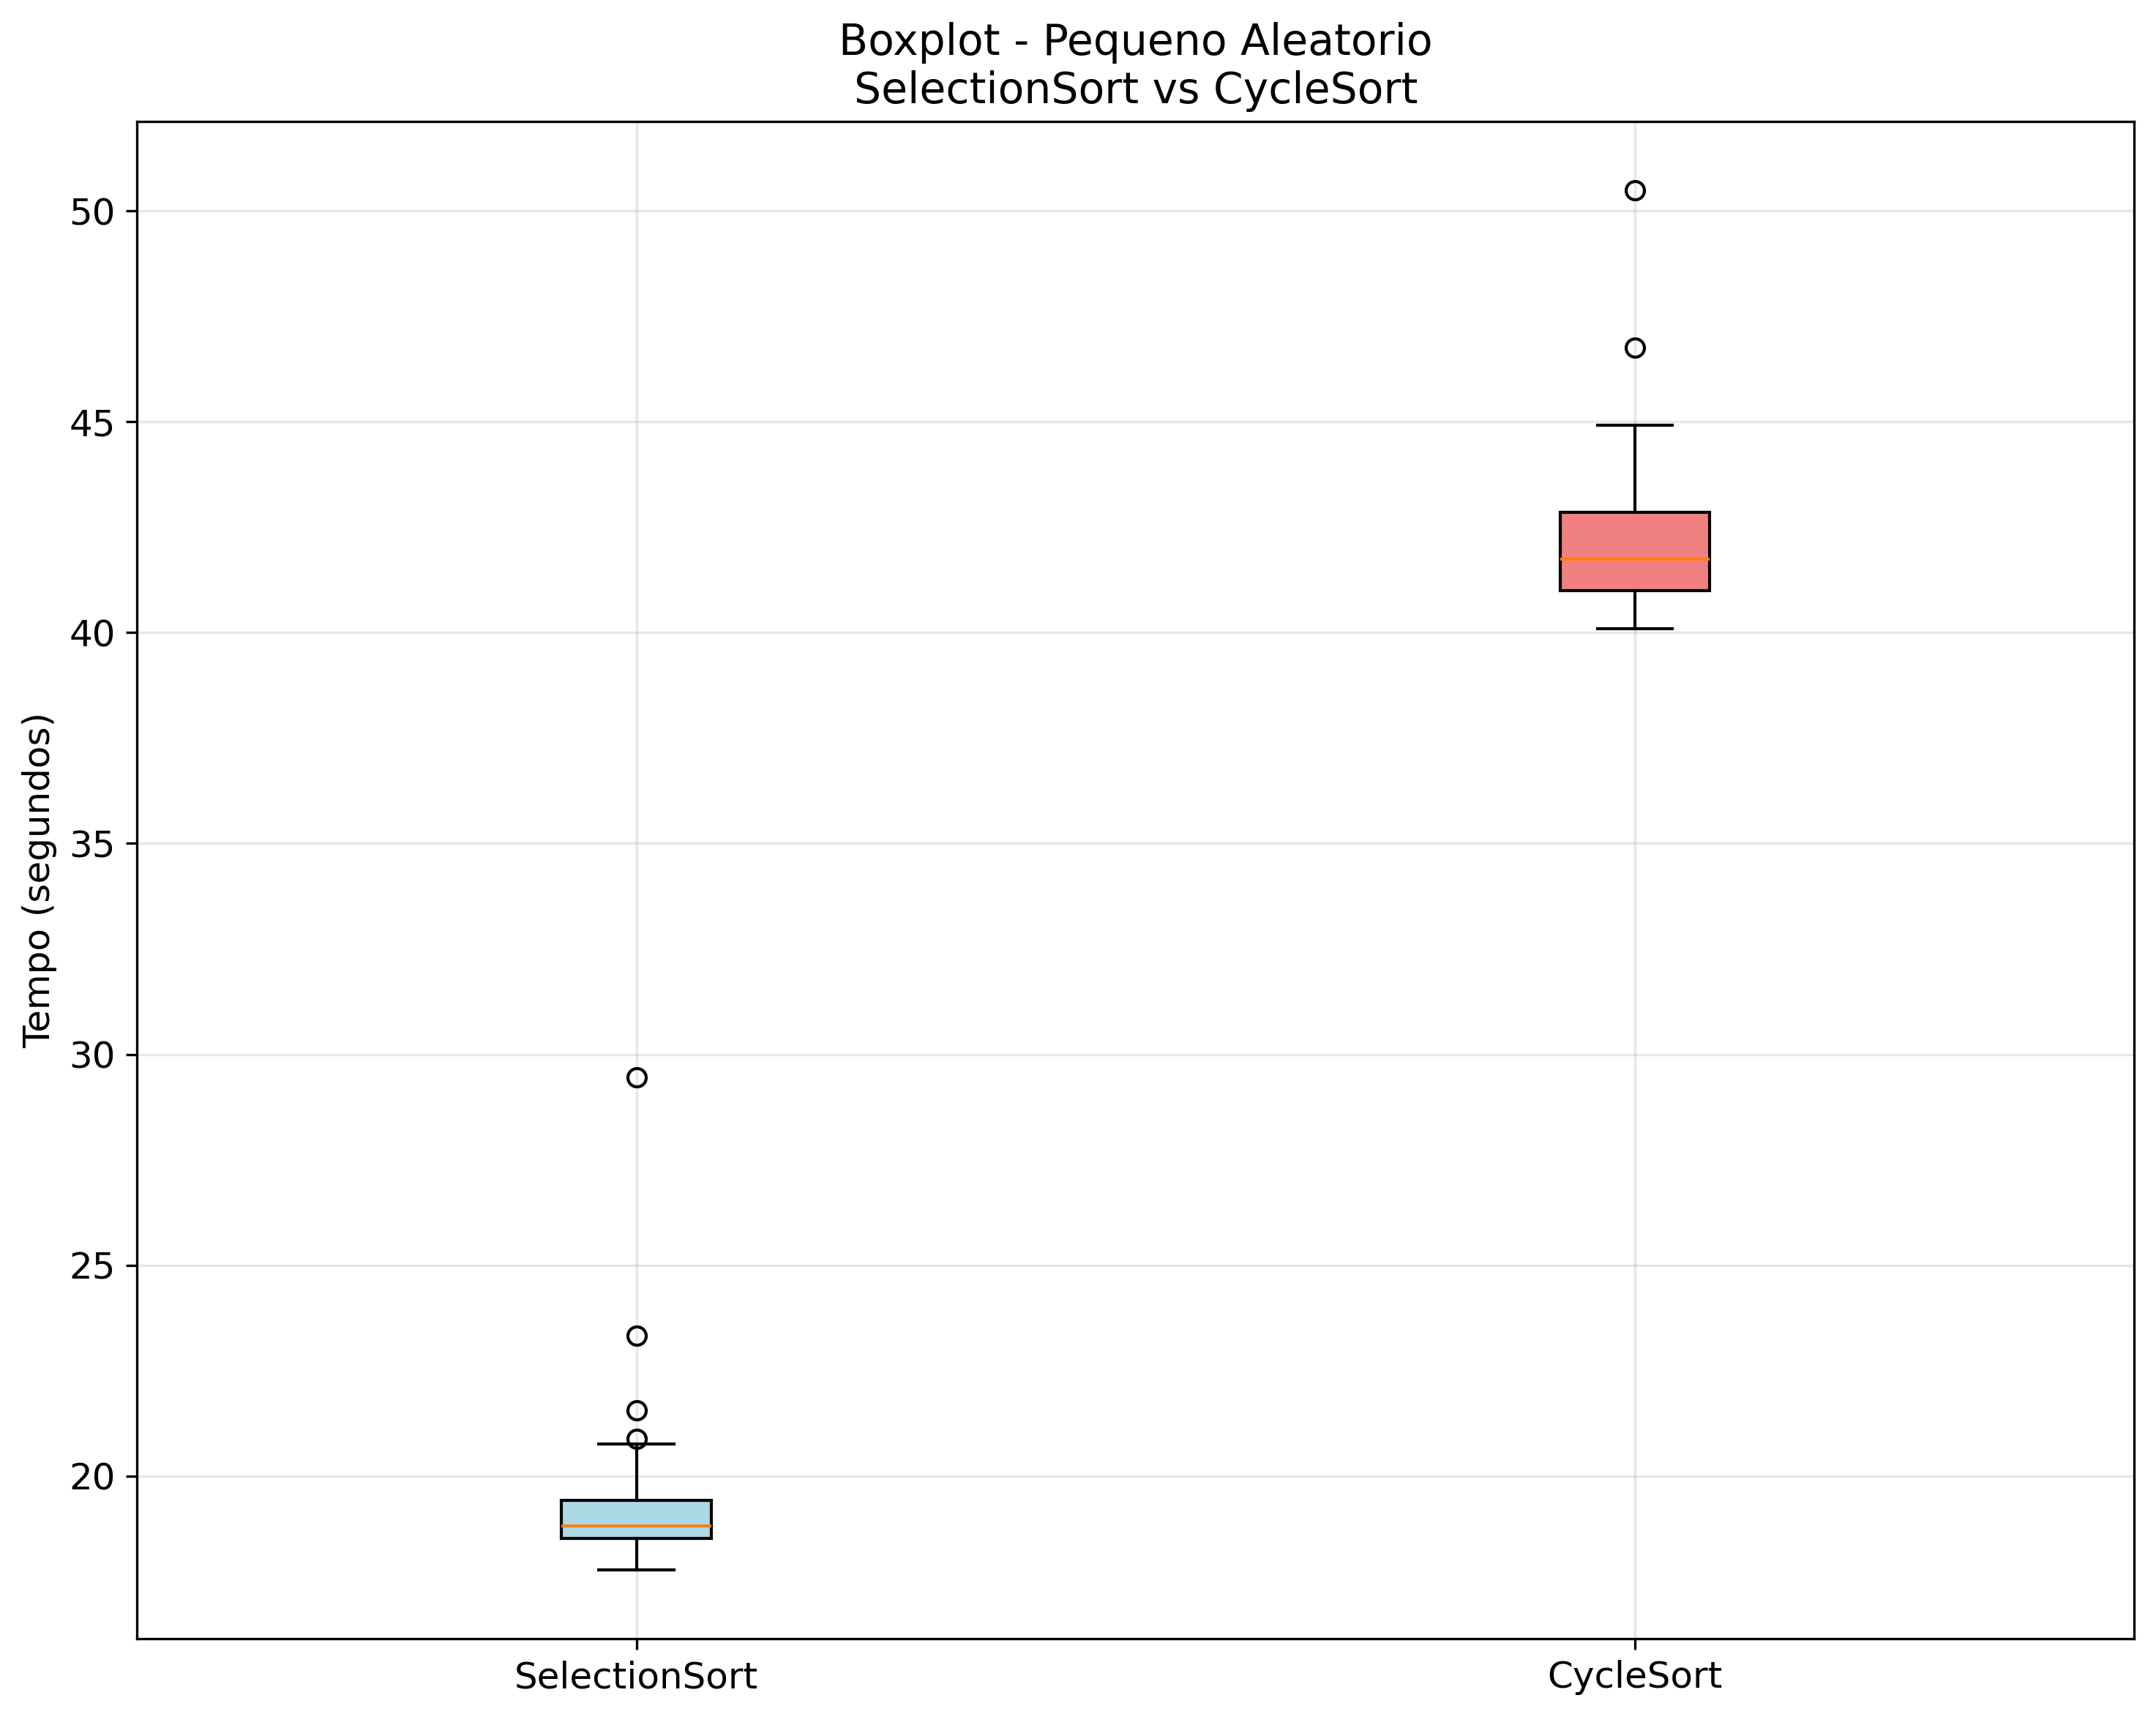 Boxplot - Pequeno Aleatorio
SelectionSort vs CycleSort
Tempo (segundos)
50
45
40
35
30
25
20
SelectionSort
CycleSort